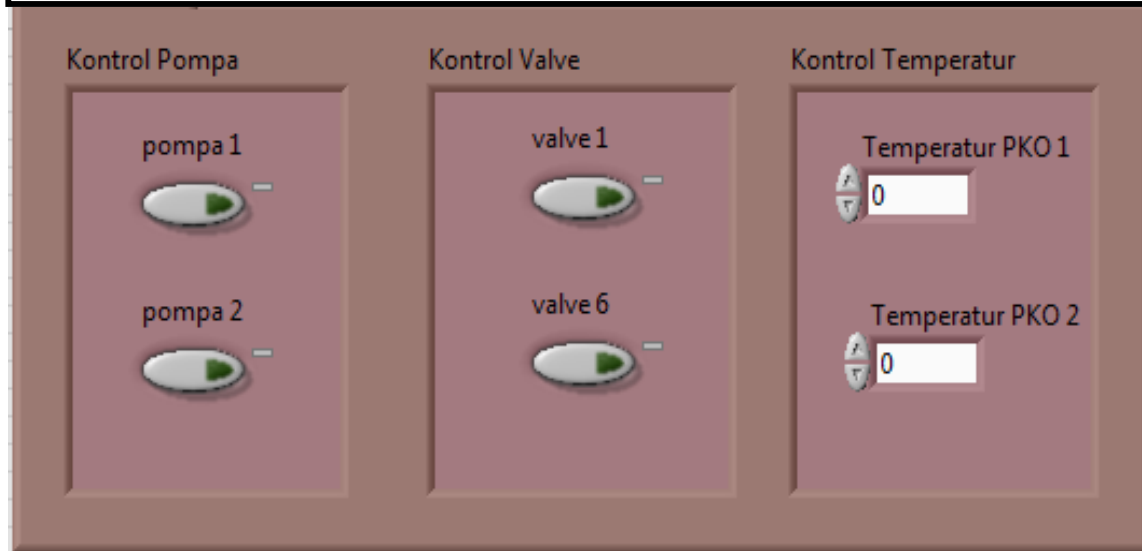 Kontrol Pompa
pompa 1
pompa 2
Kontrol Valve
valve 1
valve 6
Kontrol Temperatur
Temperatur PKO 1
0
Temperatur PKO 2
0